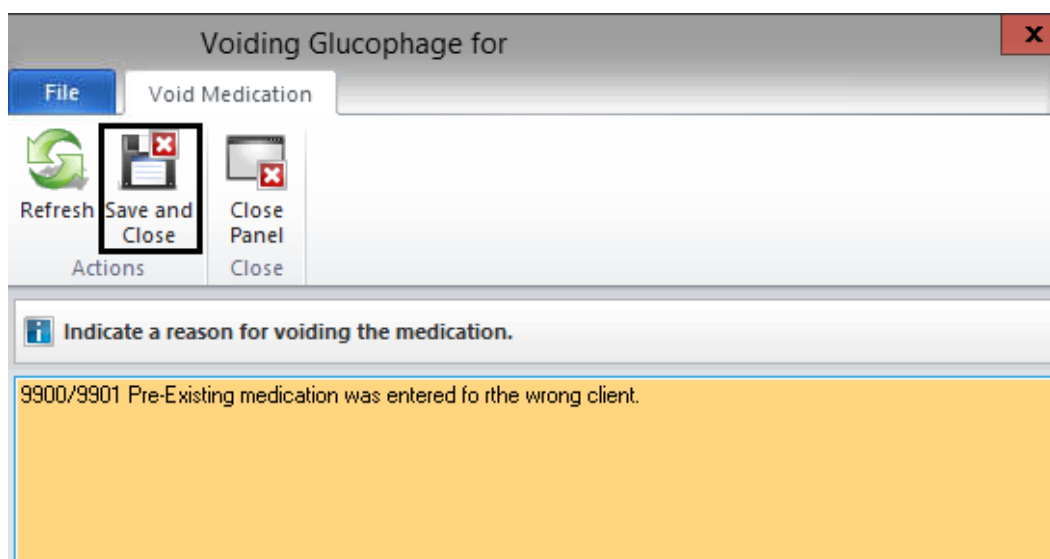 Voiding Glucophage for
X
File
Void Medication
Refresh
Save and
Close
Close
Panel
Actions
Close
Indicate a reason for voiding the medication.
9900/9901 Pre-Existing medication was entered fo rthe wrong client.